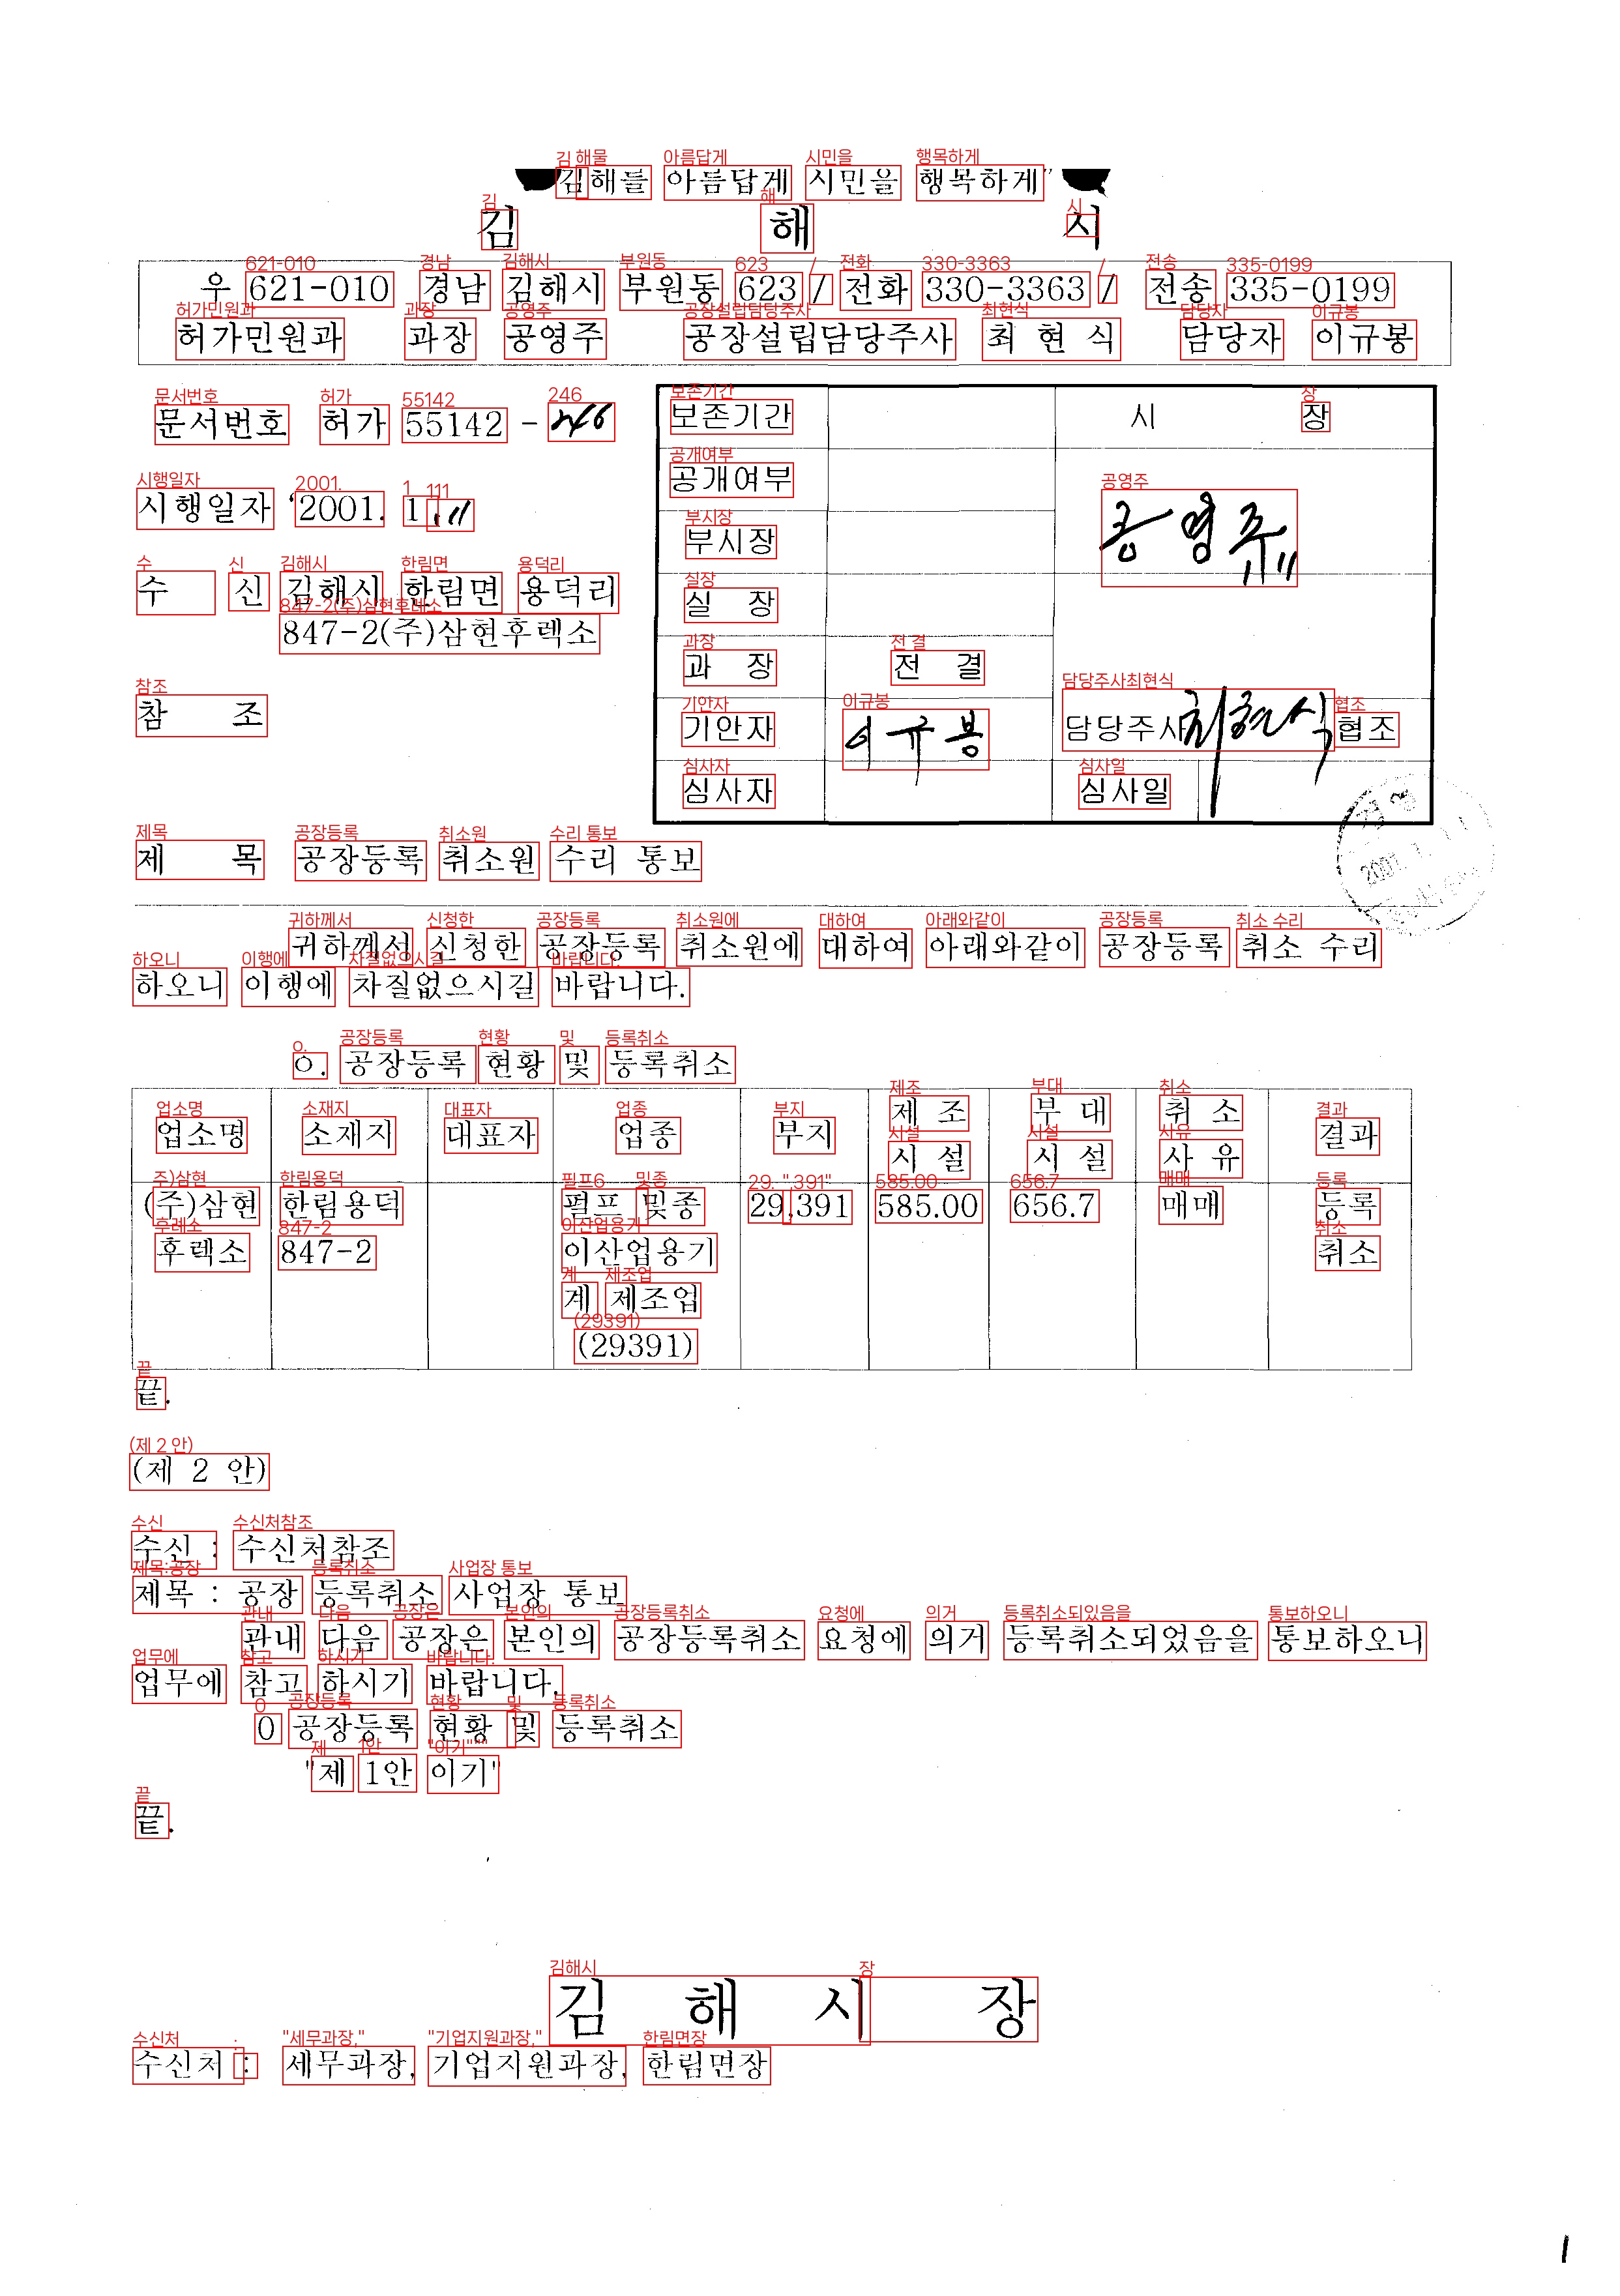 김해를 아름답게 시민을 행복하게"
김 해 시
우 621-010 경남 김해시 부원동 623 / 전화 330-3363 / 전송 335-0199
허가민원과 과장 공영주 공장설립담당주사 최 현 식 담당자 이규봉
문서번호 허가 55142 - 246
시행일자 '2001. 1. 11
수 신 김해시 한림면 용덕리
847-2(주)삼현후렉소
참 조
보존기간 시 장
공개여부
공영주
부시장
실 장
과 장 전 결
기안자 이규봉 담당주사 최현식 협조
심사자 심사일
제 목 공장등록 취소원 수리 통보
귀하께서 신청한 공장등록 취소원에 대하여 아래와같이 공장등록 취소 수리
하오니 이행에 차질없으시길 바랍니다.
ㅇ. 공장등록 현황 및 등록취소
업소명 소재지 대표자 업종 부지 제 조 시 설 부 대 시 설 취 소 사 유 결과
(주)삼현 한림용덕 펄프 및종 29,391 585.00 656.7 매매 등록
후렉소 847-2 이산업용기 취소
계 제조업
(29391)
끝.
(제 2 안)
수신 : 수신처참조
제목 : 공장 등록취소 사업장 통보
관내 다음 공장은 본인의 공장등록취소 요청에 의거 등록취소되었음을 통보하오니
업무에 참고 하시기 바랍니다.
0 공장등록 현황 및 등록취소
"제 1안 이기"
끝.
김 해 시 장
수신처 : 세무과장, 기업지원과장, 한림면장
1